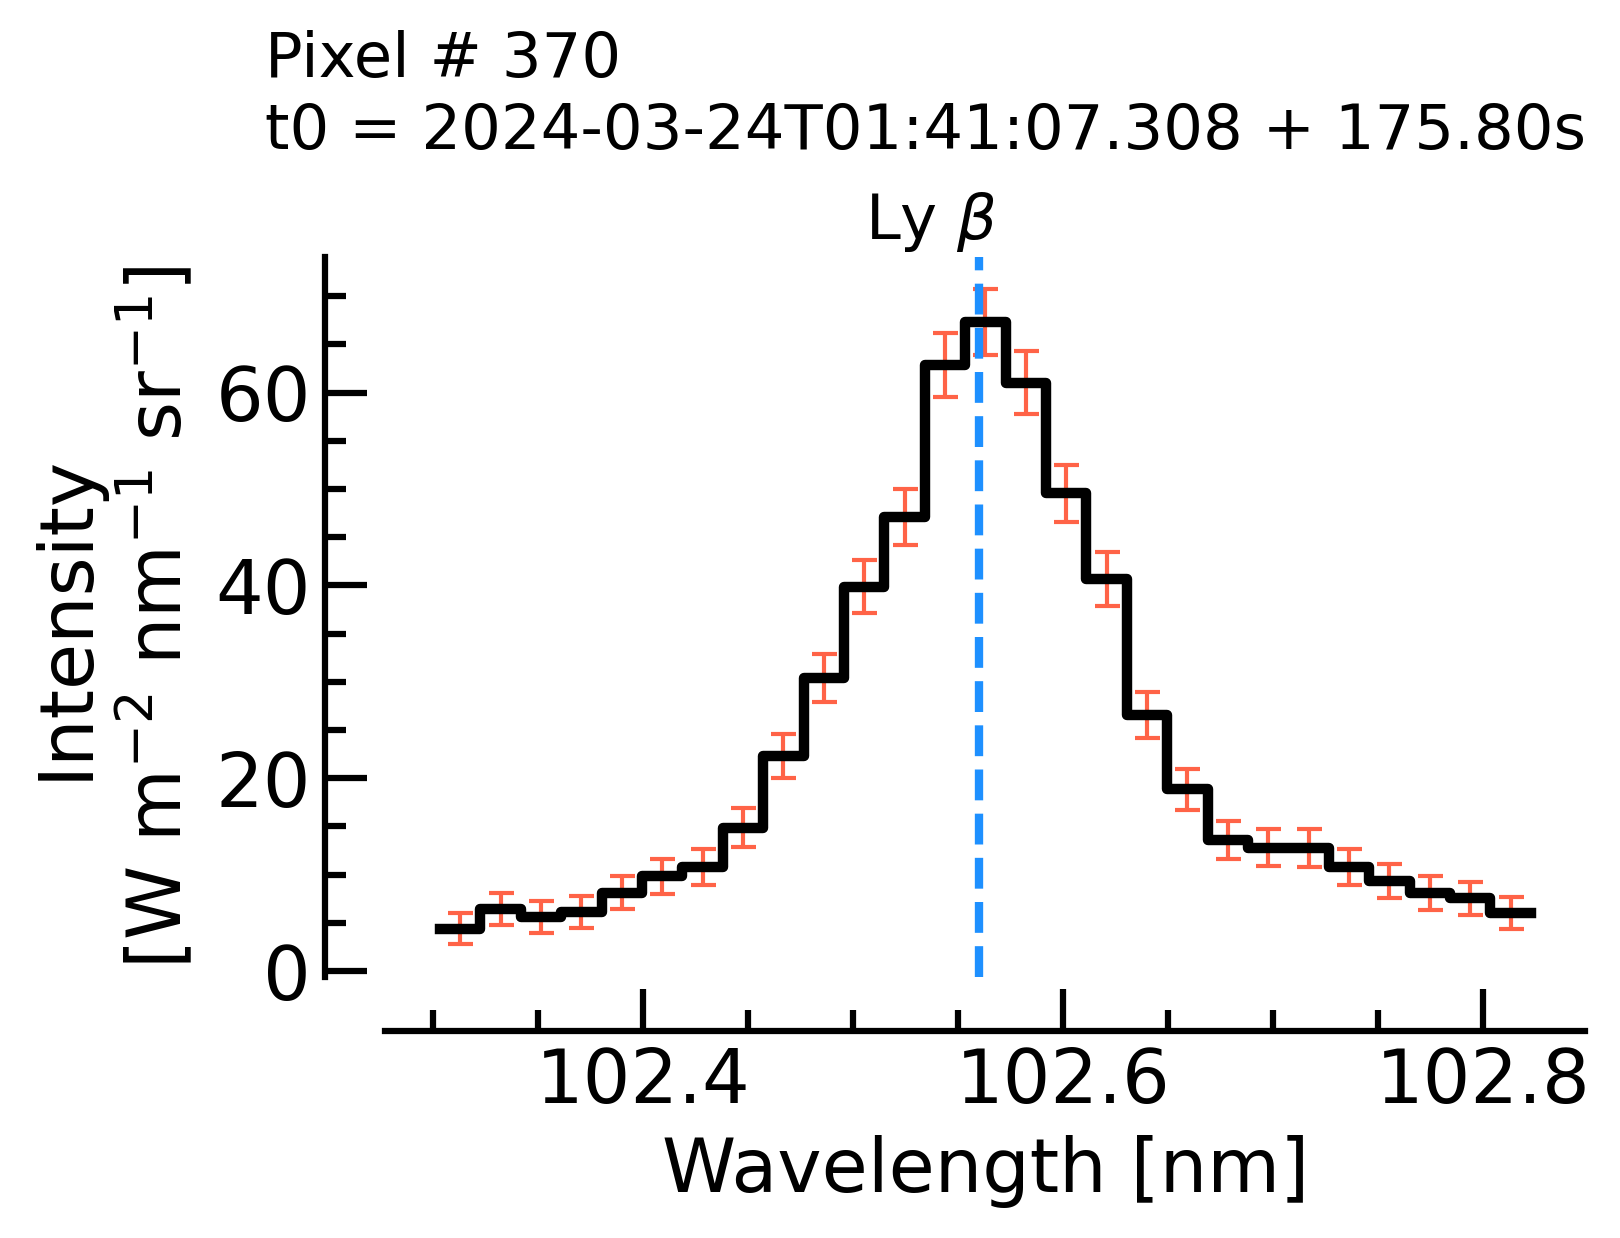 Pixel # 370
t0 = 2024-03-24T01:41:07.308 + 175.80s
Ly β
Intensity
[W m⁻² nm⁻¹ sr⁻¹]
60
40
20
0
102.4 102.6 102.8
Wavelength [nm]